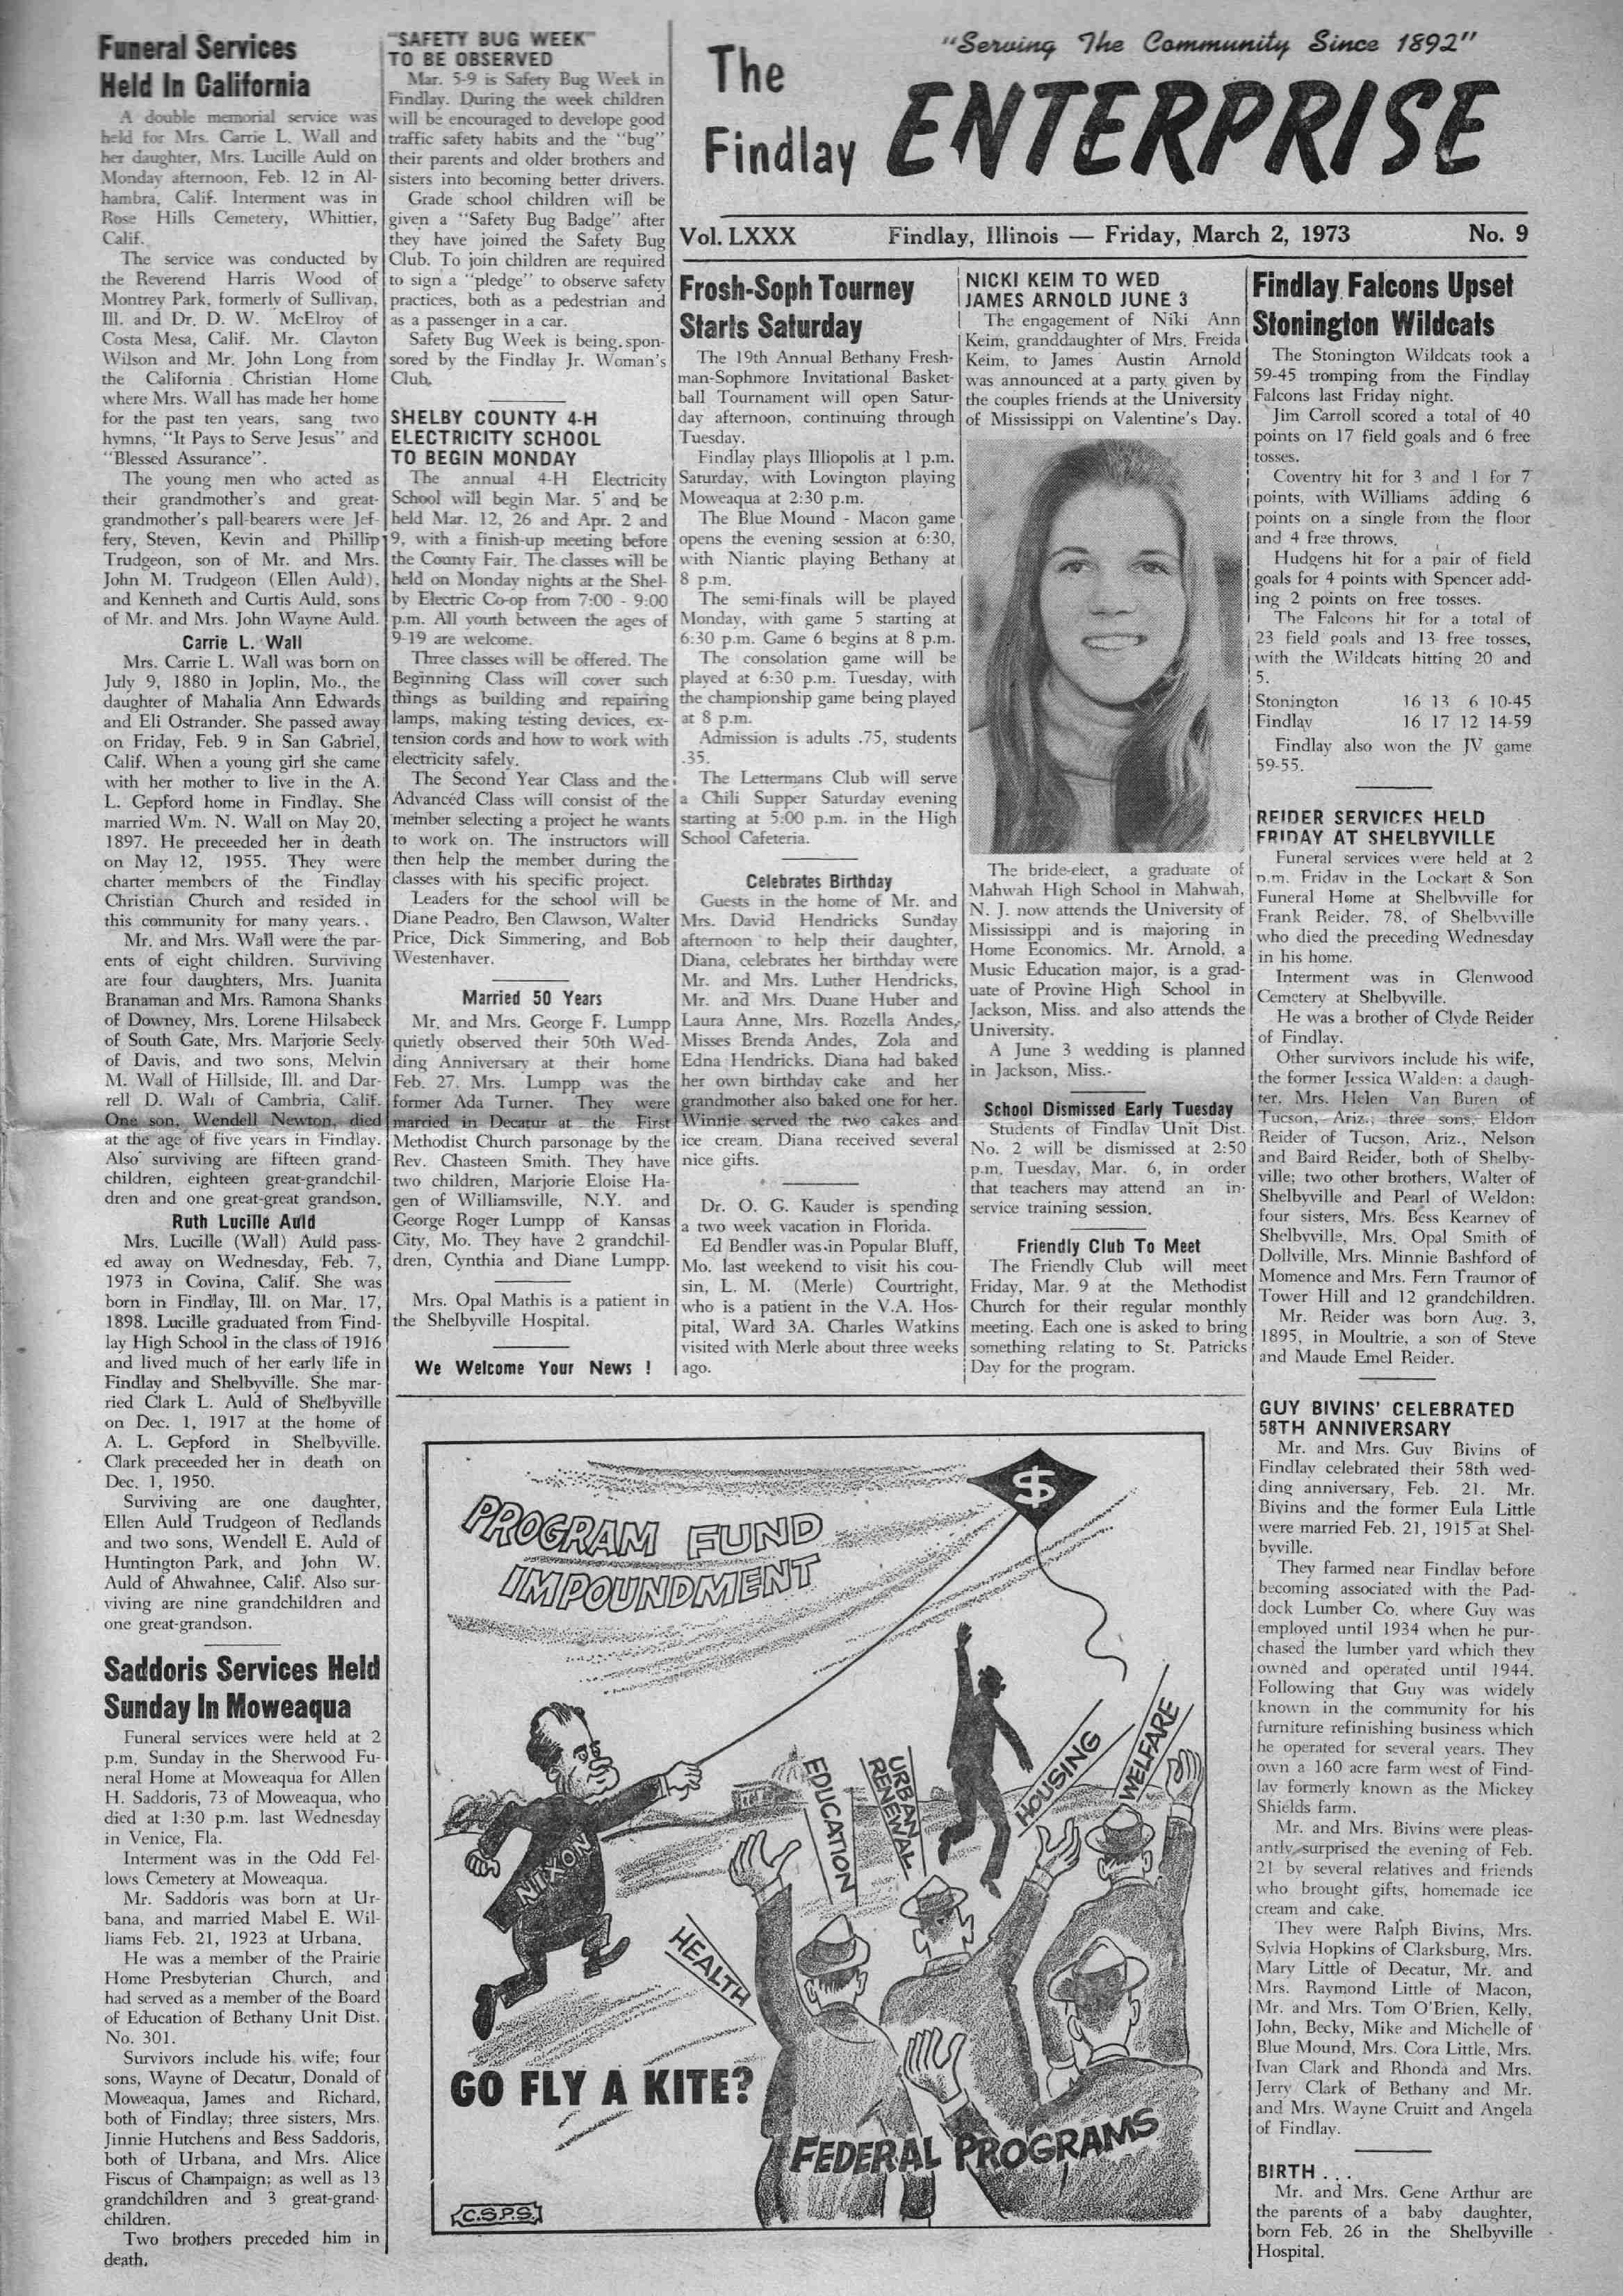 Funeral Services
Held In California
A double memorial service was
held for Mrs. Carrie L. Wall and
her daughter, Mrs. Lucille Auld on
Monday afternoon, Feb. 12 in Al-
hambra, Calif. Interment was in
Rose Hills Cemetery, Whittier,
Calif.
The service was conducted by
the Reverend Harris Wood of
Montrey Park, formerly of Sullivan,
Ill. and Dr. D. W. McElroy of
Costa Mesa, Calif. Mr. Clayton
Wilson and Mr. John Long from
the California Christian Home
where Mrs. Wall has made her home
for the past ten years, sang two
hymns, "It Pays to Serve Jesus" and
"Blessed Assurance".
The young men who acted as
their grandmother's and great-
grandmother's pall-bearers were Jef-
fery, Steven, Kevin and Phillip
Trudgeon, son of Mr. and Mrs.
John M. Trudgeon (Ellen Auld),
and Kenneth and Curtis Auld, sons
of Mr. and Mrs. John Wayne Auld.
Carrie L. Wall
Mrs. Carrie L. Wall was born on
July 9, 1880 in Joplin, Mo., the
daughter of Mahalia Ann Edwards
and Eli Ostrander. She passed away
on Friday, Feb. 9 in San Gabriel,
Calif. When a young girl she came
with her mother to live in the A.
L. Gepford home in Findlay. She
married Wm. N. Wall on May 20,
1897. He preceeded her in death
on May 12, 1955. They were
charter members of the Findlay
Christian Church and resided in
this community for many years..
Mr. and Mrs. Wall were the par-
ents of eight children. Surviving
are four daughters, Mrs. Juanita
Branaman and Mrs. Ramona Shanks
of Downey, Mrs. Lorene Hilsabeck
of South Gate, Mrs. Marjorie Seely
of Davis, and two sons, Melvin
M. Wall of Hillside, Ill. and Dar-
rell D. Wall of Cambria, Calif.
One son, Wendell Newton, died
at the age of five years in Findlay.
Also surviving are fifteen grand-
children, eighteen great-grandchil-
dren and one great-great grandson.
Ruth Lucille Auld
Mrs. Lucille (Wall) Auld pass-
ed away on Wednesday, Feb. 7,
1973 in Covina, Calif. She was
born in Findlay, Ill. on Mar. 17,
1898. Lucille graduated from Find-
lay High School in the class of 1916
and lived much of her early life in
Findlay and Shelbyville. She mar-
ried Clark L. Auld of Shelbyville
on Dec. 1, 1917 at the home of
A. L. Gepford in Shelbyville.
Clark preceeded her in death on
Dec. 1, 1950.
Surviving are one daughter,
Ellen Auld Trudgeon of Redlands
and two sons, Wendell E. Auld of
Huntington Park, and John W.
Auld of Ahwahnee, Calif. Also sur-
viving are nine grandchildren and
one great-grandson.
Saddoris Services Held
Sunday In Moweaqua
Funeral services were held at 2
p.m. Sunday in the Sherwood Fu-
neral Home at Moweaqua for Allen
H. Saddoris, 73 of Moweaqua, who
died at 1:30 p.m. last Wednesday
in Venice, Fla.
Interment was in the Odd Fel-
lows Cemetery at Moweaqua.
Mr. Saddoris was born at Ur-
bana, and married Mabel E. Wil-
liams Feb. 21, 1923 at Urbana.
He was a member of the Prairie
Home Presbyterian Church, and
had served as a member of the Board
of Education of Bethany Unit Dist.
No. 301.
Survivors include his wife; four
sons, Wayne of Decatur, Donald of
Moweaqua, James and Richard,
both of Findlay; three sisters, Mrs.
Jinnie Hutchens and Bess Saddoris,
both of Urbana, and Mrs. Alice
Fiscus of Champaign; as well as 13
grandchildren and 3 great-grand-
children.
Two brothers preceded him in
death.
"SAFETY BUG WEEK"
TO BE OBSERVED
Mar. 5-9 is Safety Bug Week in
Findlay. During the week children
will be encouraged to develope good
traffic safety habits and the "bug"
their parents and older brothers and
sisters into becoming better drivers.
Grade school children will be
given a "Safety Bug Badge" after
they have joined the Safety Bug
Club. To join children are required
to sign a "pledge" to observe safety
practices, both as a pedestrian and
as a passenger in a car.
Safety Bug Week is being spon-
sored by the Findlay Jr. Woman's
Club.
SHELBY COUNTY 4-H
ELECTRICITY SCHOOL
TO BEGIN MONDAY
The annual 4-H Electricity
School will begin Mar. 5 and be
held Mar. 12, 26 and Apr. 2 and
9, with a finish-up meeting before
the County Fair. The classes will be
held on Monday nights at the Shel-
by Electric Co-op from 7:00 - 9:00
p.m. All youth between the ages of
9-19 are welcome.
Three classes will be offered. The
Beginning Class will cover such
things as building and repairing
lamps, making testing devices, ex-
tension cords and how to work with
electricity safely.
The Second Year Class and the
Advanced Class will consist of the
member selecting a project he wants
to work on. The instructors will
then help the member during the
classes with his specific project.
Leaders for the school will be
Diane Peadro, Ben Clawson, Walter
Price, Dick Simmering, and Bob
Westenhaver.
Married 50 Years
Mr. and Mrs. George F. Lumpp
quietly observed their 50th Wed-
ding Anniversary at their home
Feb. 27. Mrs. Lumpp was the
former Ada Turner. They were
married in Decatur at the First
Methodist Church parsonage by the
Rev. Chasteen Smith. They have
two children, Marjorie Eloise Ha-
gen of Williamsville, N.Y. and
George Roger Lumpp of Kansas
City, Mo. They have 2 grandchil-
dren, Cynthia and Diane Lumpp.
Mrs. Opal Mathis is a patient in
the Shelbyville Hospital.
We Welcome Your News !
"Serving The Community Since 1892"
The
Findlay
ENTERPRISE
Vol. LXXX Findlay, Illinois — Friday, March 2, 1973 No. 9
Frosh-Soph Tourney
Starts Saturday
The 19th Annual Bethany Fresh-
man-Sophmore Invitational Basket-
ball Tournament will open Satur-
day afternoon, continuing through
Tuesday.
Findlay plays Illiopolis at 1 p.m.
Saturday, with Lovington playing
Moweaqua at 2:30 p.m.
The Blue Mound - Macon game
opens the evening session at 6:30,
with Niantic playing Bethany at
8 p.m.
The semi-finals will be played
Monday, with game 5 starting at
6:30 p.m. Game 6 begins at 8 p.m.
The consolation game will be
played at 6:30 p.m. Tuesday, with
the championship game being played
at 8 p.m.
Admission is adults .75, students
.35.
The Lettermans Club will serve
a Chili Supper Saturday evening
starting at 5:00 p.m. in the High
School Cafeteria.
Celebrates Birthday
Guests in the home of Mr. and
Mrs. David Hendricks Sunday
afternoon to help their daughter,
Diana, celebrates her birthday were
Mr. and Mrs. Luther Hendricks,
Mr. and Mrs. Duane Huber and
Laura Anne, Mrs. Rozella Andes,
Misses Brenda Andes, Zola and
Edna Hendricks. Diana had baked
her own birthday cake and her
grandmother also baked one for her.
Winnie served the two cakes and
ice cream. Diana received several
nice gifts.
Dr. O. G. Kauder is spending
a two week vacation in Florida.
Ed Bendler was in Popular Bluff,
Mo. last weekend to visit his cou-
sin, L. M. (Merle) Courtright,
who is a patient in the V.A. Hos-
pital, Ward 3A. Charles Watkins
visited with Merle about three weeks
ago.
NICKI KEIM TO WED
JAMES ARNOLD JUNE 3
The engagement of Niki Ann
Keim, granddaughter of Mrs. Freida
Keim, to James Austin Arnold
was announced at a party given by
the couples friends at the University
of Mississippi on Valentine's Day.
The bride-elect, a graduate of
Mahwah High School in Mahwah,
N. J. now attends the University of
Mississippi and is majoring in
Home Economics. Mr. Arnold, a
Music Education major, is a grad-
uate of Provine High School in
Jackson, Miss. and also attends the
University.
A June 3 wedding is planned
in Jackson, Miss.
School Dismissed Early Tuesday
Students of Findlay Unit Dist.
No. 2 will be dismissed at 2:50
p.m. Tuesday, Mar. 6, in order
that teachers may attend an in-
service training session.
Friendly Club To Meet
The Friendly Club will meet
Friday, Mar. 9 at the Methodist
Church for their regular monthly
meeting. Each one is asked to bring
something relating to St. Patricks
Day for the program.
Findlay Falcons Upset
Stonington Wildcats
The Stonington Wildcats took a
59-45 tromping from the Findlay
Falcons last Friday night.
Jim Carroll scored a total of 40
points on 17 field goals and 6 free
tosses.
Coventry hit for 3 and 1 for 7
points, with Williams adding 6
points on a single from the floor
and 4 free throws.
Hudgens hit for a pair of field
goals for 4 points with Spencer add-
ing 2 points on free tosses.
The Falcons hit for a total of
23 field goals and 13 free tosses,
with the Wildcats hitting 20 and
5.
Stonington 16 13 6 10-45
Findlay 16 17 12 14-59
Findlay also won the JV game
59-55.
REIDER SERVICES HELD
FRIDAY AT SHELBYVILLE
Funeral services were held at 2
p.m. Friday in the Lockart & Son
Funeral Home at Shelbyville for
Frank Reider, 78, of Shelbyville
who died the preceding Wednesday
in his home.
Interment was in Glenwood
Cemetery at Shelbyville.
He was a brother of Clyde Reider
of Findlay.
Other survivors include his wife,
the former Jessica Walden; a daugh-
ter, Mrs. Helen Van Buren of
Tucson, Ariz.; three sons, Eldon
Reider of Tucson, Ariz., Nelson
and Baird Reider, both of Shelby-
ville; two other brothers, Walter of
Shelbyville and Pearl of Weldon;
four sisters, Mrs. Bess Kearney of
Shelbyville, Mrs. Opal Smith of
Dollville, Mrs. Minnie Bashford of
Momence and Mrs. Fern Traunor of
Tower Hill and 12 grandchildren.
Mr. Reider was born Aug. 3,
1895, in Moultrie, a son of Steve
and Maude Emel Reider.
GUY BIVINS' CELEBRATED
58TH ANNIVERSARY
Mr. and Mrs. Guy Bivins of
Findlay celebrated their 58th wed-
ding anniversary, Feb. 21. Mr.
Bivins and the former Eula Little
were married Feb. 21, 1915 at Shel-
byville.
They farmed near Findlay before
becoming associated with the Pad-
dock Lumber Co. where Guy was
employed until 1934 when he pur-
chased the lumber yard which they
owned and operated until 1944.
Following that Guy was widely
known in the community for his
furniture refinishing business which
he operated for several years. They
own a 160 acre farm west of Find-
lay formerly known as the Mickey
Shields farm.
Mr. and Mrs. Bivins were pleas-
antly surprised the evening of Feb.
21 by several relatives and friends
who brought gifts, homemade ice
cream and cake.
They were Ralph Bivins, Mrs.
Sylvia Hopkins of Clarksburg, Mrs.
Mary Little of Decatur, Mr. and
Mrs. Raymond Little of Macon,
Mr. and Mrs. Tom O'Brien, Kelly,
John, Becky, Mike and Michelle of
Blue Mound, Mrs. Cora Little, Mrs.
Ivan Clark and Rhonda and Mrs.
Jerry Clark of Bethany and Mr.
and Mrs. Wayne Cruitt and Angela
of Findlay.
BIRTH . . .
Mr. and Mrs. Gene Arthur are
the parents of a baby daughter,
born Feb. 26 in the Shelbyville
Hospital.
$
PROGRAM FUND
IMPOUNDMENT
NIXON
HEALTH
EDUCATION
URBAN
RENEWAL
HOUSING
WELFARE
GO FLY A KITE?
FEDERAL PROGRAMS
C.S.P.S.